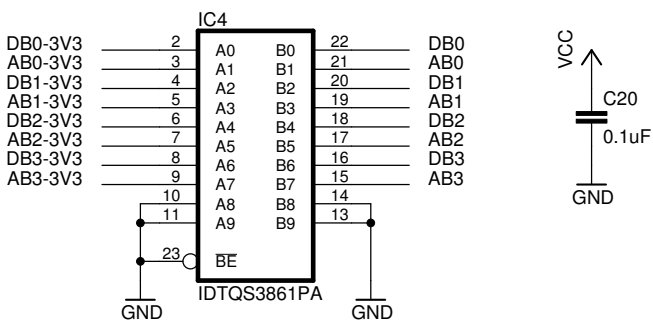 IC4
DB0-3V3 2 A0 B0 22 DB0
AB0-3V3 3 A1 B1 21 AB0
DB1-3V3 4 A2 B2 20 DB1
AB1-3V3 5 A3 B3 19 AB1
DB2-3V3 6 A4 B4 18 DB2
AB2-3V3 7 A5 B5 17 AB2
DB3-3V3 8 A6 B6 16 DB3
AB3-3V3 9 A7 B7 15 AB3
10 A8 B8 14
11 A9 B9 13
23 BE
IDTQS3861PA
GND GND
VCC
C20
0.1uF
GND